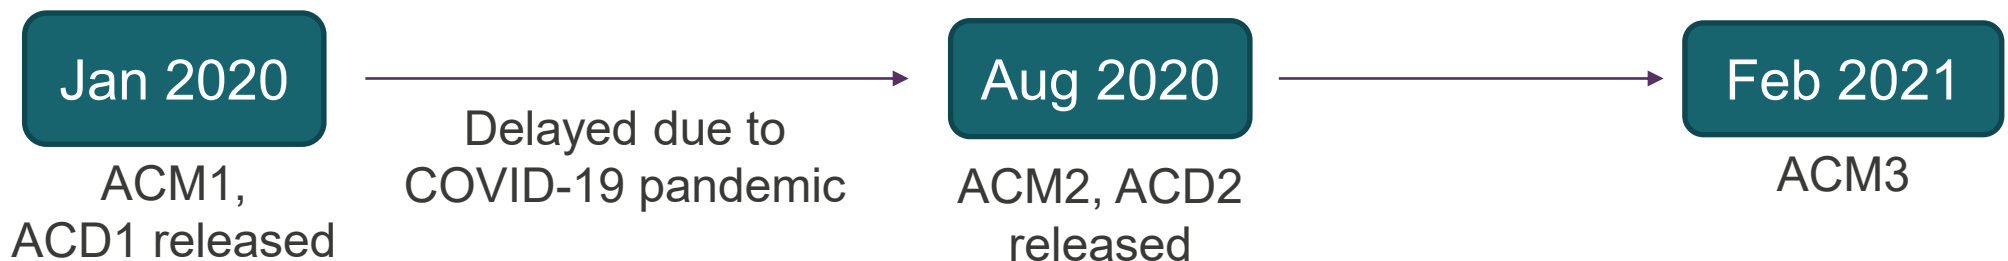 Jan 2020
ACM1,
ACD1 released
Delayed due to
COVID-19 pandemic
Aug 2020
ACM2, ACD2
released
Feb 2021
ACM3